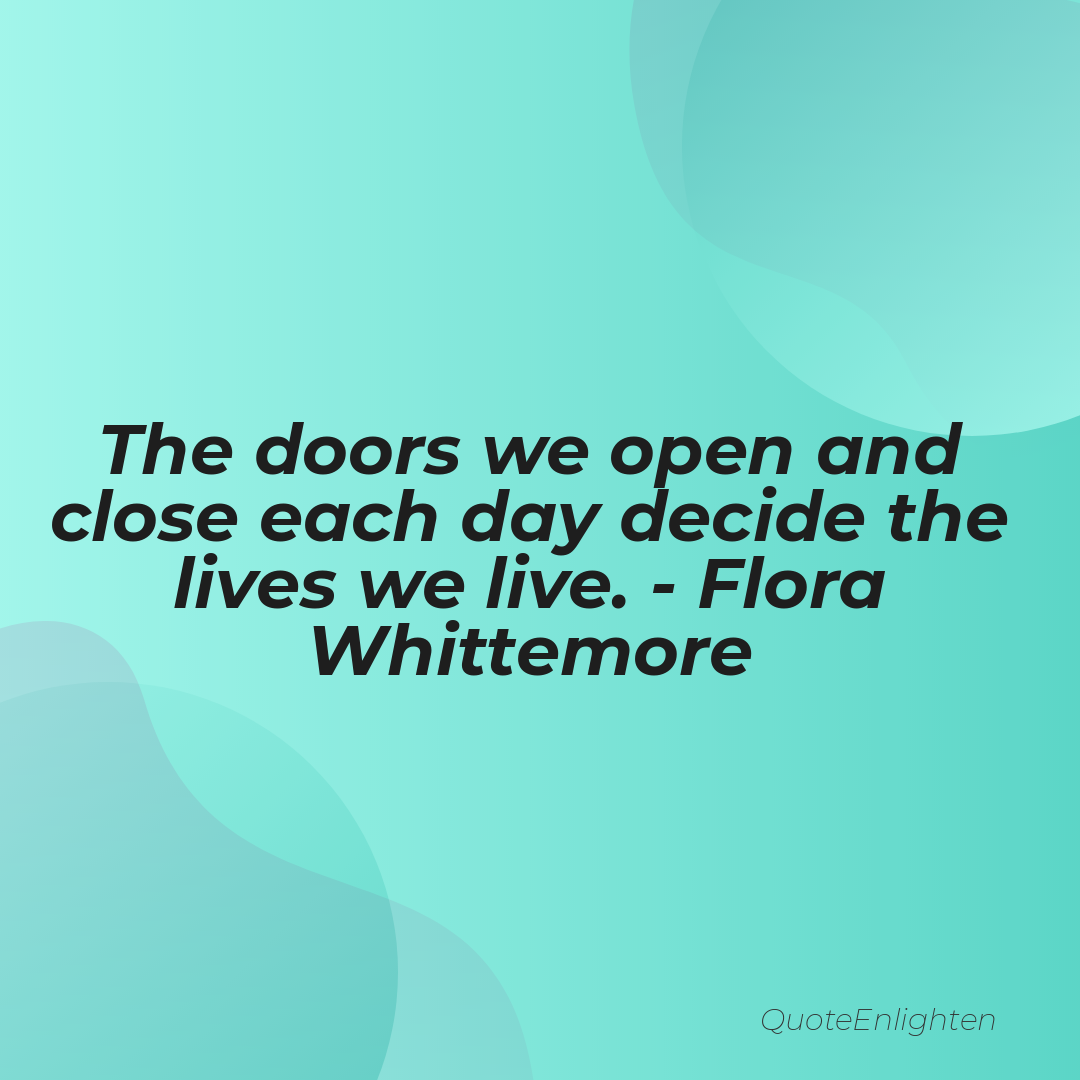 The doors we open and
close each day decide the
lives we live. - Flora
Whittemore
QuoteEnlighten